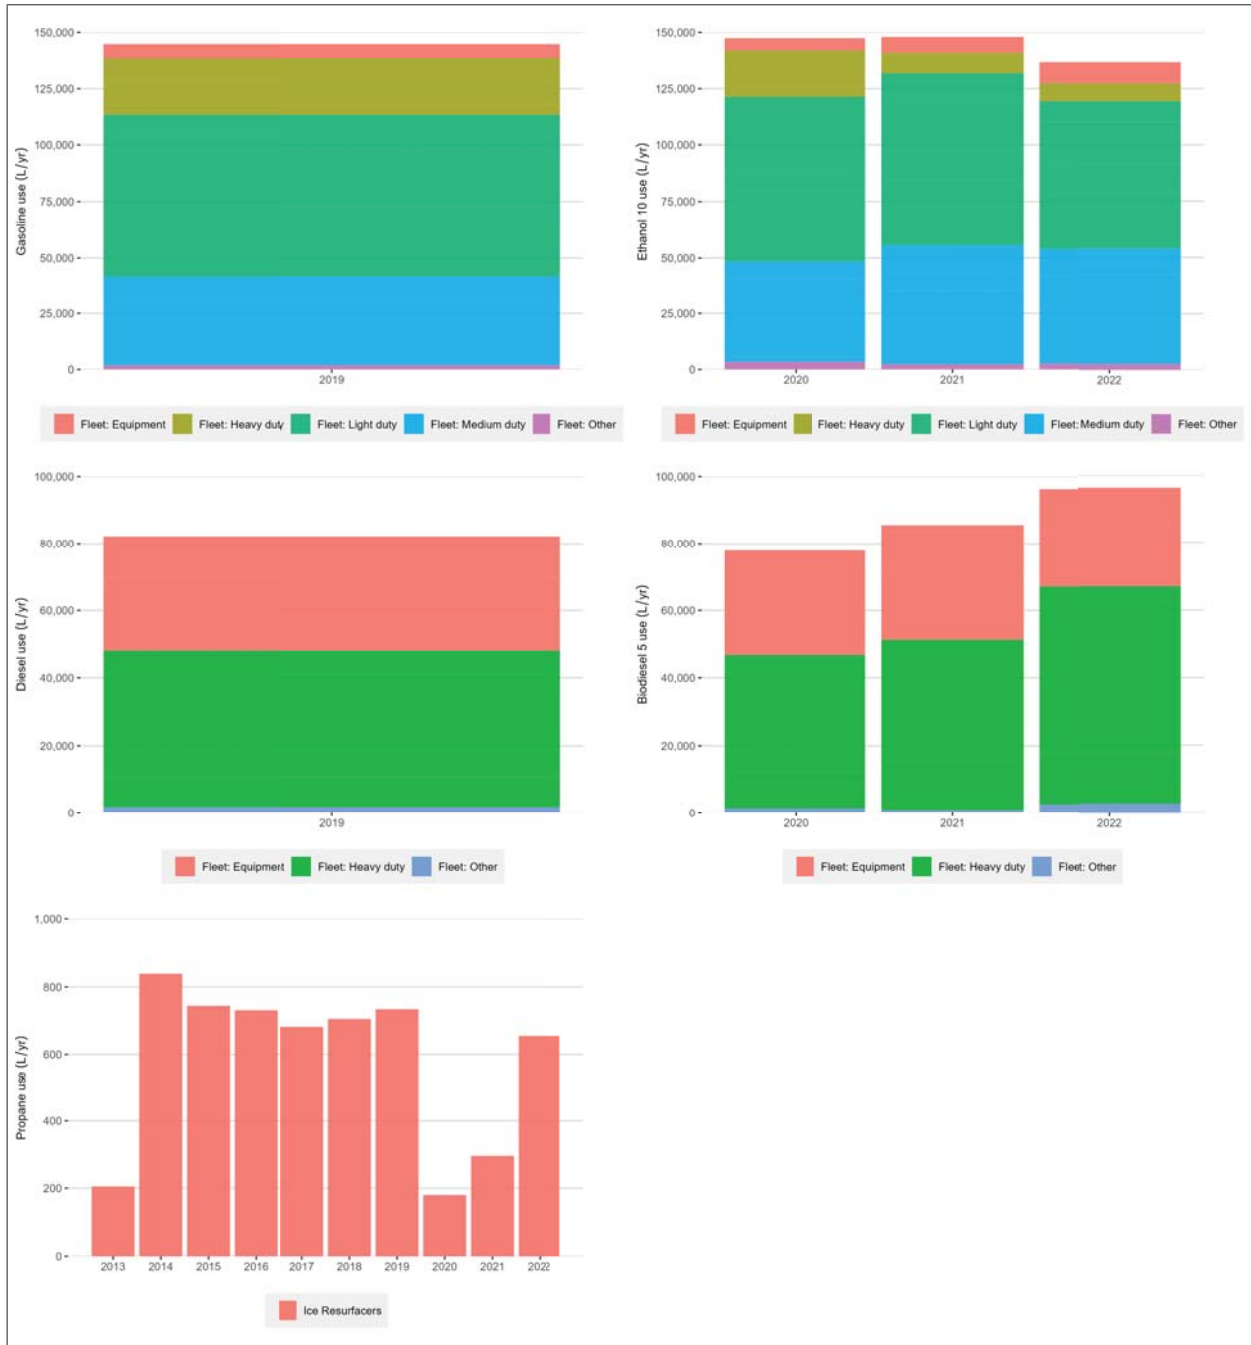 150,000
125,000
100,000
75,000
50,000
25,000
0
Gasoline use (L/yr)
2019
Fleet: Equipment Fleet: Heavy duty Fleet: Light duty Fleet: Medium duty Fleet: Other
150,000
125,000
100,000
75,000
50,000
25,000
0
Ethanol 10 use (L/yr)
2020 2021 2022
Fleet: Equipment Fleet: Heavy duty Fleet: Light duty Fleet: Medium duty Fleet: Other
100,000
80,000
60,000
40,000
20,000
0
Diesel use (L/yr)
2019
Fleet: Equipment Fleet: Heavy duty Fleet: Other
100,000
80,000
60,000
40,000
20,000
0
Biodiesel 5 use (L/yr)
2020 2021 2022
Fleet: Equipment Fleet: Heavy duty Fleet: Other
1,000
800
600
400
200
0
Propane use (L/yr)
2013 2014 2015 2016 2017 2018 2019 2020 2021 2022
Ice Resurfacers